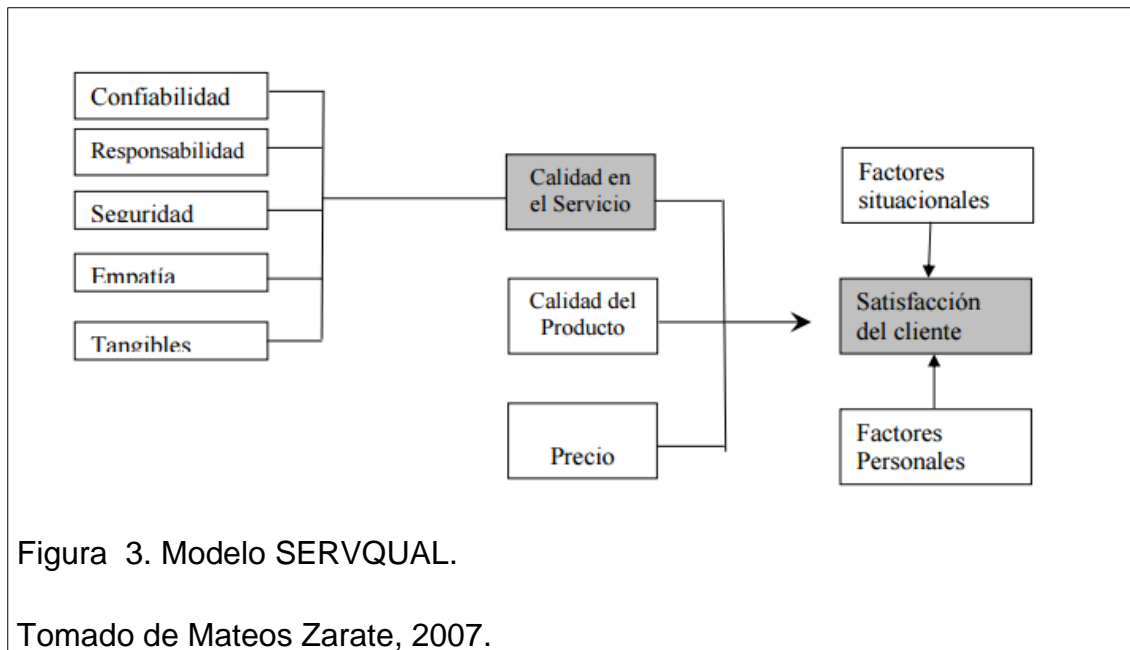 Confiabilidad
Responsabilidad
Seguridad
Empatía
Tangibles
Calidad en
el Servicio
Calidad del
Producto
Precio
Factores
situacionales
Satisfacción
del cliente
Factores
Personales
Figura 3. Modelo SERVQUAL.
Tomado de Mateos Zarate, 2007.